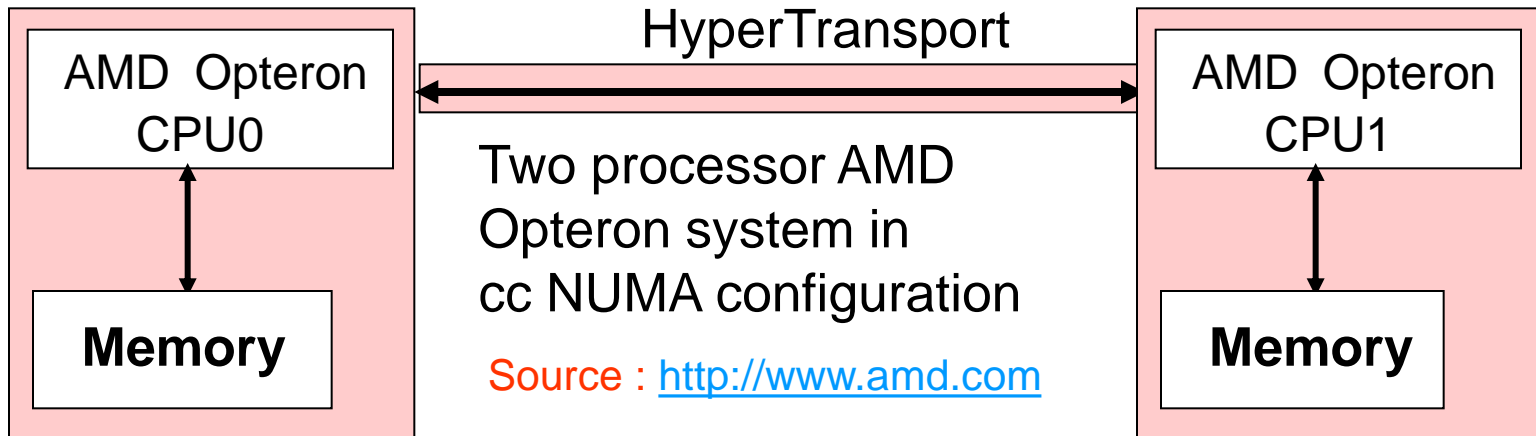 HyperTransport
AMD Opteron
CPU0
Memory
Two processor AMD
Opteron system in
cc NUMA configuration
Source : http://www.amd.com
AMD Opteron
CPU1
Memory